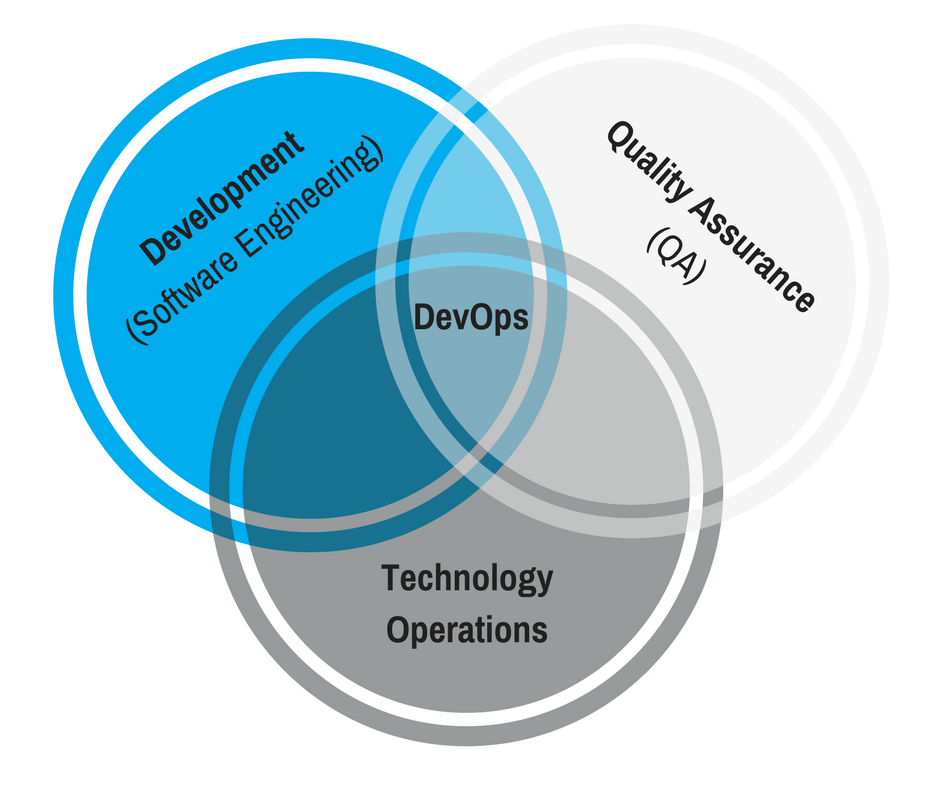 Development
(Software Engineering)
Quality Assurance
(QA)
DevOps
Technology
Operations